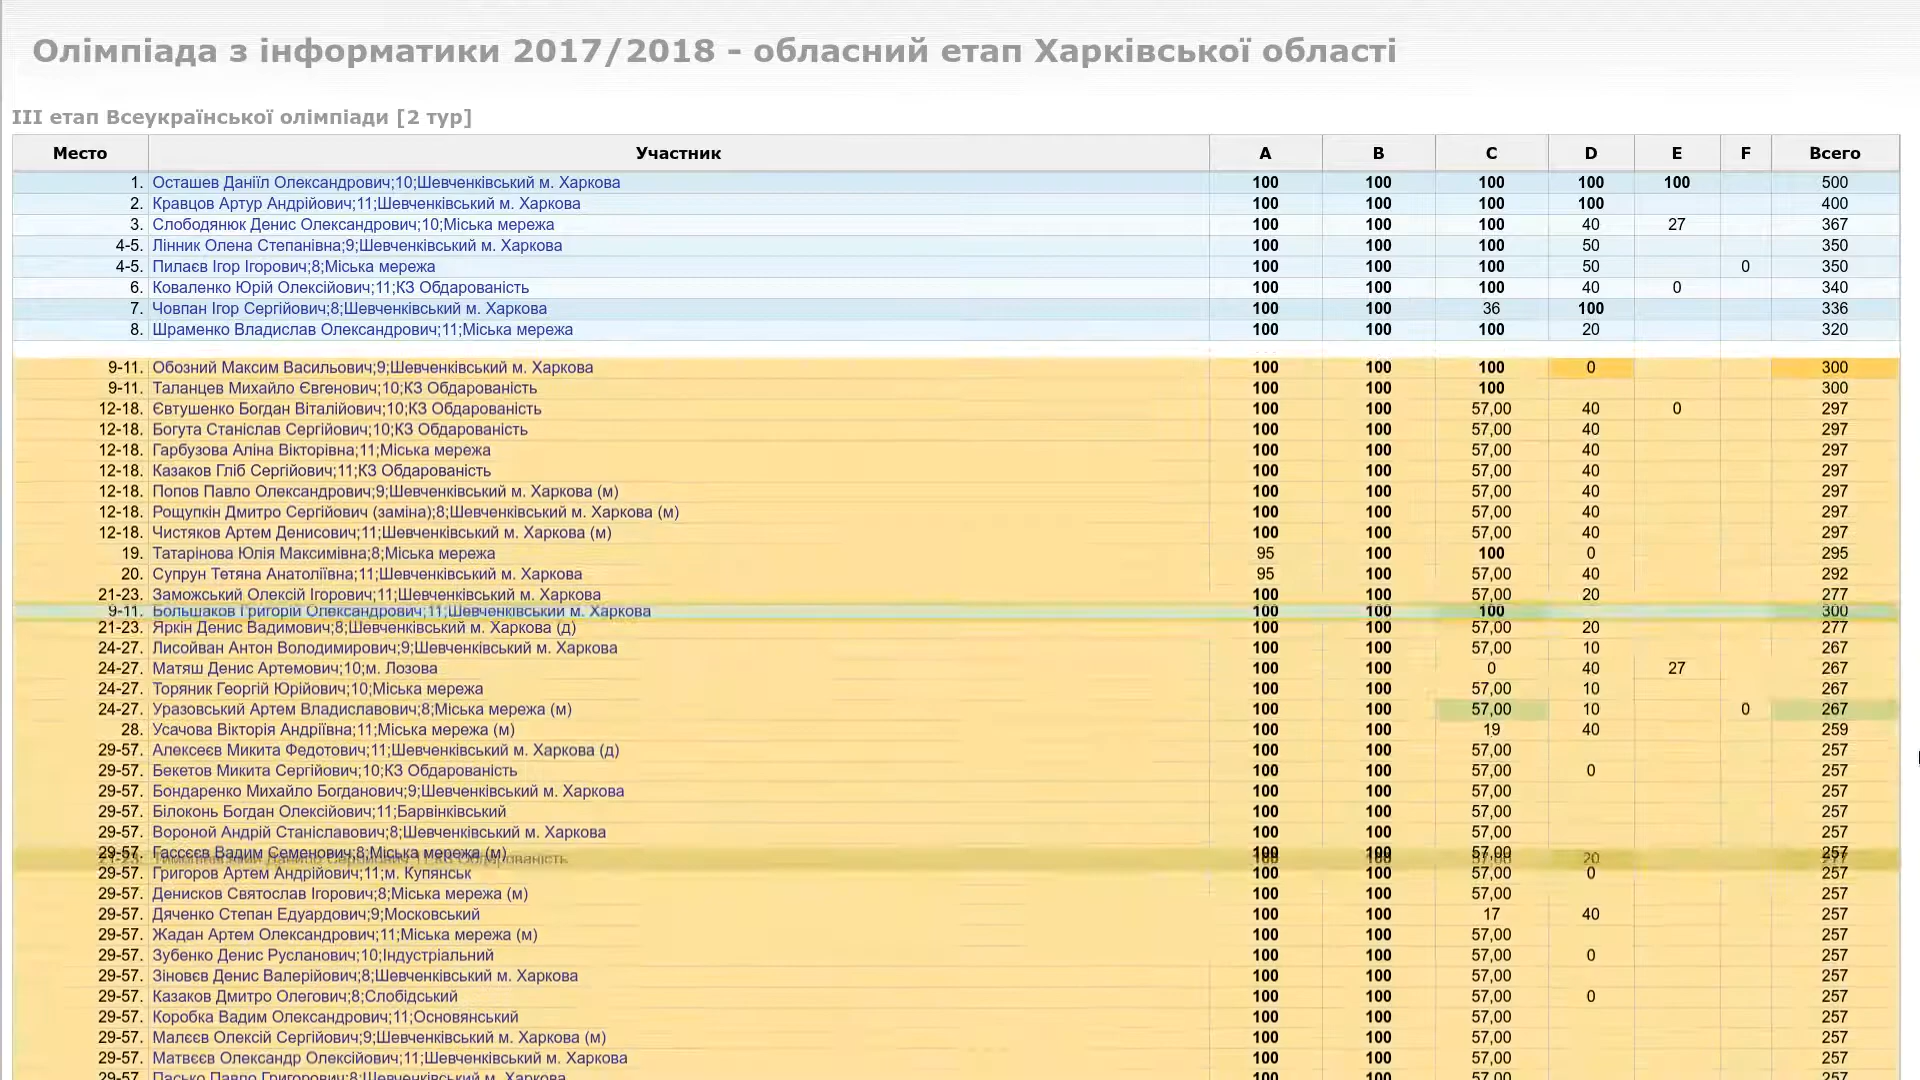 Олімпіада з інформатики 2017/2018 - обласний етап Харківської області
III етап Всеукраїнської олімпіади [2 тур]
Место Участник A B C D E F Всего
1. Осташев Даніїл Олександрович;10;Шевченківський м. Харкова 100 100 100 100 100 500
2. Кравцов Артур Андрійович;11;Шевченківський м. Харкова 100 100 100 100 400
3. Слободянюк Денис Олександрович;10;Міська мережа 100 100 100 40 27 367
4-5. Лінник Олена Степанівна;9;Шевченківський м. Харкова 100 100 100 50 350
4-5. Пилаєв Ігор Ігорович;8;Міська мережа 100 100 100 50 0 350
6. Коваленко Юрій Олексійович;11;КЗ Обдарованість 100 100 100 40 0 340
7. Човпан Ігор Сергійович;8;Шевченківський м. Харкова 100 100 36 100 336
8. Шраменко Владислав Олександрович;11;Міська мережа 100 100 100 20 320
9-11. Обозний Максим Васильович;9;Шевченківський м. Харкова 100 100 100 0 300
9-11. Таланцев Михайло Євгенович;10;КЗ Обдарованість 100 100 100 300
12-18. Євтушенко Богдан Віталійович;10;КЗ Обдарованість 100 100 57,00 40 0 297
12-18. Богута Станіслав Сергійович;10;КЗ Обдарованість 100 100 57,00 40 297
12-18. Гарбузова Аліна Вікторівна;11;Міська мережа 100 100 57,00 40 297
12-18. Казаков Гліб Сергійович;11;КЗ Обдарованість 100 100 57,00 40 297
12-18. Попов Павло Олександрович;9;Шевченківський м. Харкова (м) 100 100 57,00 40 297
12-18. Рощупкін Дмитро Сергійович (заміна);8;Шевченківський м. Харкова (м) 100 100 57,00 40 297
12-18. Чистяков Артем Денисович;11;Шевченківський м. Харкова (м) 100 100 57,00 40 297
19. Татарінова Юлія Максимівна;8;Міська мережа 95 100 100 0 295
20. Супрун Тетяна Анатоліївна;11;Шевченківський м. Харкова 95 100 57,00 40 292
21-23. Заможський Олексій Ігорович;11;Шевченківський м. Харкова 100 100 57,00 20 277
9-11. Большаков Григорій Олександрович;11;Шевченківський м. Харкова 100 100 100 300
21-23. Яркін Денис Вадимович;8;Шевченківський м. Харкова (д) 100 100 57,00 20 277
24-27. Лисойван Антон Володимирович;9;Шевченківський м. Харкова 100 100 57,00 10 267
24-27. Матяш Денис Артемович;10;м. Лозова 100 100 0 40 27 267
24-27. Торяник Георгій Юрійович;10;Міська мережа 100 100 57,00 10 267
24-27. Уразовський Артем Владиславович;8;Міська мережа (м) 100 100 57,00 10 0 267
28. Усачова Вікторія Андріївна;11;Міська мережа (м) 100 100 19 40 259
29-57. Алексеєв Микита Федотович;11;Шевченківський м. Харкова (д) 100 100 57,00 257
29-57. Бекетов Микита Сергійович;10;КЗ Обдарованість 100 100 57,00 0 257
29-57. Бондаренко Михайло Богданович;9;Шевченківський м. Харкова 100 100 57,00 257
29-57. Білоконь Богдан Олексійович;11;Барвінківський 100 100 57,00 257
29-57. Вороной Андрій Станіславович;8;Шевченківський м. Харкова 100 100 57,00 257
29-57. Гассєєв Вадим Семенович;8;Міська мережа (м) 100 100 57,00 257
20
29-57. Григоров Артем Андрійович;11;м. Купянськ 100 100 57,00 0 257
29-57. Денисков Святослав Ігорович;8;Міська мережа (м) 100 100 57,00 257
29-57. Дяченко Степан Едуардович;9;Московський 100 100 17 40 257
29-57. Жадан Артем Олександрович;11;Міська мережа (м) 100 100 57,00 257
29-57. Зубенко Денис Русланович;10;Індустріальний 100 100 57,00 0 257
29-57. Зіновєв Денис Валерійович;8;Шевченківський м. Харкова 100 100 57,00 257
29-57. Казаков Дмитро Олегович;8;Слобідський 100 100 57,00 0 257
29-57. Коробка Вадим Олександрович;11;Основянський 100 100 57,00 257
29-57. Малєєв Олексій Сергійович;9;Шевченківський м. Харкова (м) 100 100 57,00 257
29-57. Матвєєв Олександр Олексійович;11;Шевченківський м. Харкова 100 100 57,00 257
29-57. Пасько Павло Григорович;8;Шевченківський м. Харкова 100 100 57,00 257